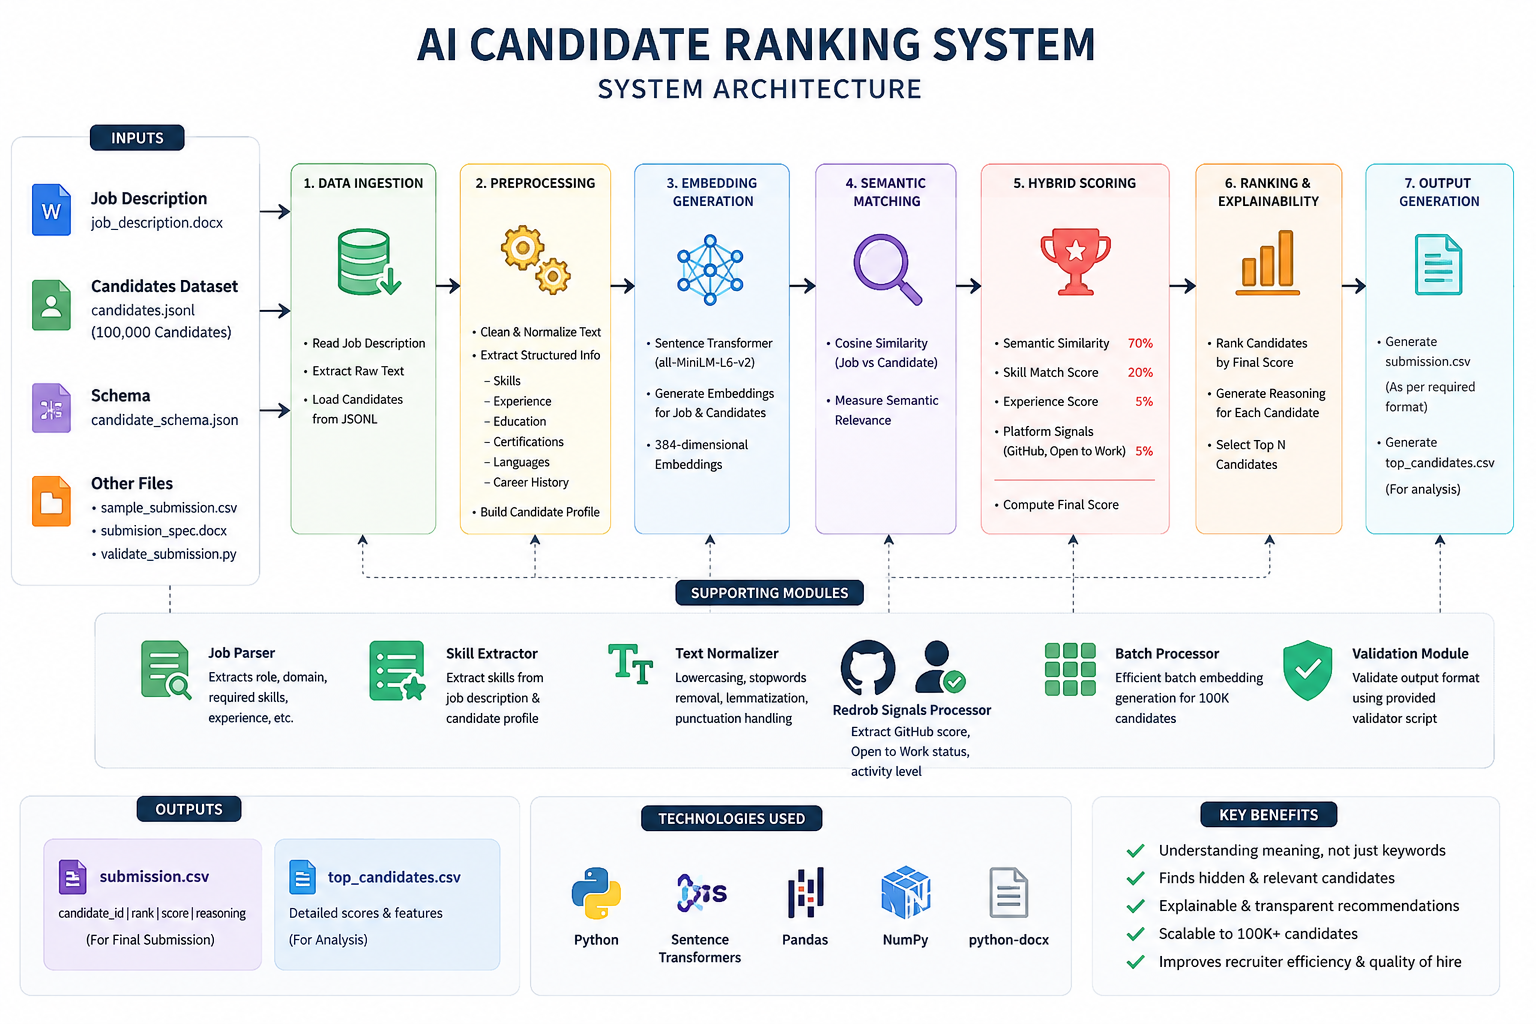 AI CANDIDATE RANKING SYSTEM
SYSTEM ARCHITECTURE
INPUTS
W
Job Description
job_description.docx
Candidates Dataset
candidates.jsonl
(100,000 Candidates)
Schema
candidate_schema.json
Other Files
• sample_submission.csv
• submision_spec.docx
• validate_submission.py
1. DATA INGESTION
• Read Job Description
• Extract Raw Text
• Load Candidates
from JSONL
2. PREPROCESSING
• Clean & Normalize Text
• Extract Structured Info
– Skills
– Experience
– Education
– Certifications
– Languages
– Career History
• Build Candidate Profile
3. EMBEDDING
GENERATION
• Sentence Transformer
(all-MiniLM-L6-v2)
• Generate Embeddings
for Job & Candidates
• 384-dimensional
Embeddings
4. SEMANTIC
MATCHING
• Cosine Similarity
(Job vs Candidate)
• Measure Semantic
Relevance
5. HYBRID SCORING
• Semantic Similarity 70%
• Skill Match Score 20%
• Experience Score 5%
• Platform Signals
(GitHub, Open to Work) 5%
• Compute Final Score
6. RANKING &
EXPLAINABILITY
• Rank Candidates
by Final Score
• Generate Reasoning
for Each Candidate
• Select Top N
Candidates
7. OUTPUT
GENERATION
• Generate
submission.csv
(As per required
format)
• Generate
top_candidates.csv
(For analysis)
SUPPORTING MODULES
Job Parser
Extracts role, domain,
required skills,
experience, etc.
Skill Extractor
Extract skills from
job description &
candidate profile
TT
Text Normalizer
Lowercasing, stopwords
removal, lemmatization,
punctuation handling
Redrob Signals Processor
Extract GitHub score,
Open to Work status,
activity level
Batch Processor
Efficient batch embedding
generation for 100K
candidates
Validation Module
Validate output format
using provided
validator script
OUTPUTS
submission.csv
candidate_id | rank | score | reasoning
(For Final Submission)
top_candidates.csv
Detailed scores & features
(For Analysis)
TECHNOLOGIES USED
Python
Sentence
Transformers
Pandas
NumPy
python-docx
KEY BENEFITS
Understanding meaning, not just keywords
Finds hidden & relevant candidates
Explainable & transparent recommendations
Scalable to 100K+ candidates
Improves recruiter efficiency & quality of hire